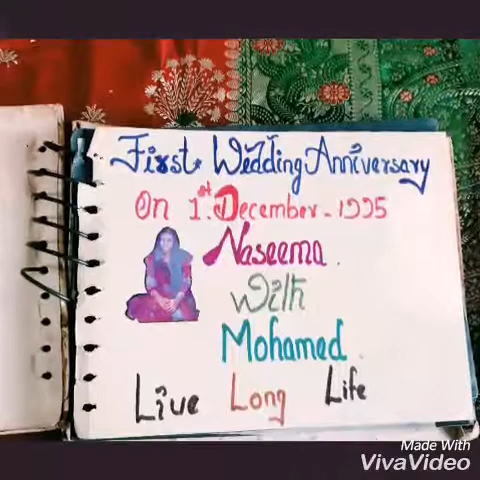 First Wedding Anniversary
On 1st. December - 1995
Naseema.
With
Mohamed.
Live Long Life
Made With
VivaVideo